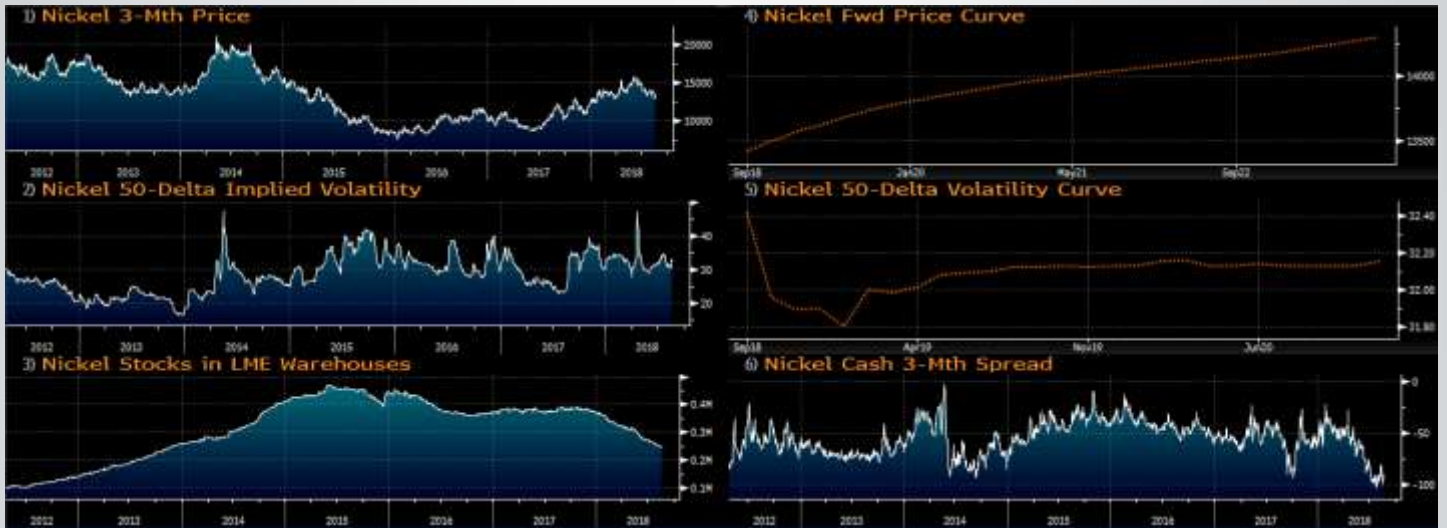 1) Nickel 3-Mth Price
20000
15000
10000
2012 2013 2014 2015 2016 2017 2018
2) Nickel 50-Delta Implied Volatility
40
30
20
2012 2013 2014 2015 2016 2017 2018
3) Nickel Stocks in LME Warehouses
0.4M
0.3M
0.2M
0.1M
2012 2013 2014 2015 2016 2017 2018
4) Nickel Fwd Price Curve
14000
13500
Sep18 Jan20 May21 Sep22
5) Nickel 50-Delta Volatility Curve
32.40
32.20
32.00
31.80
Sep18 Apr19 Nov19 Jun20
6) Nickel Cash 3-Mth Spread
0
-50
-100
2012 2013 2014 2015 2016 2017 2018